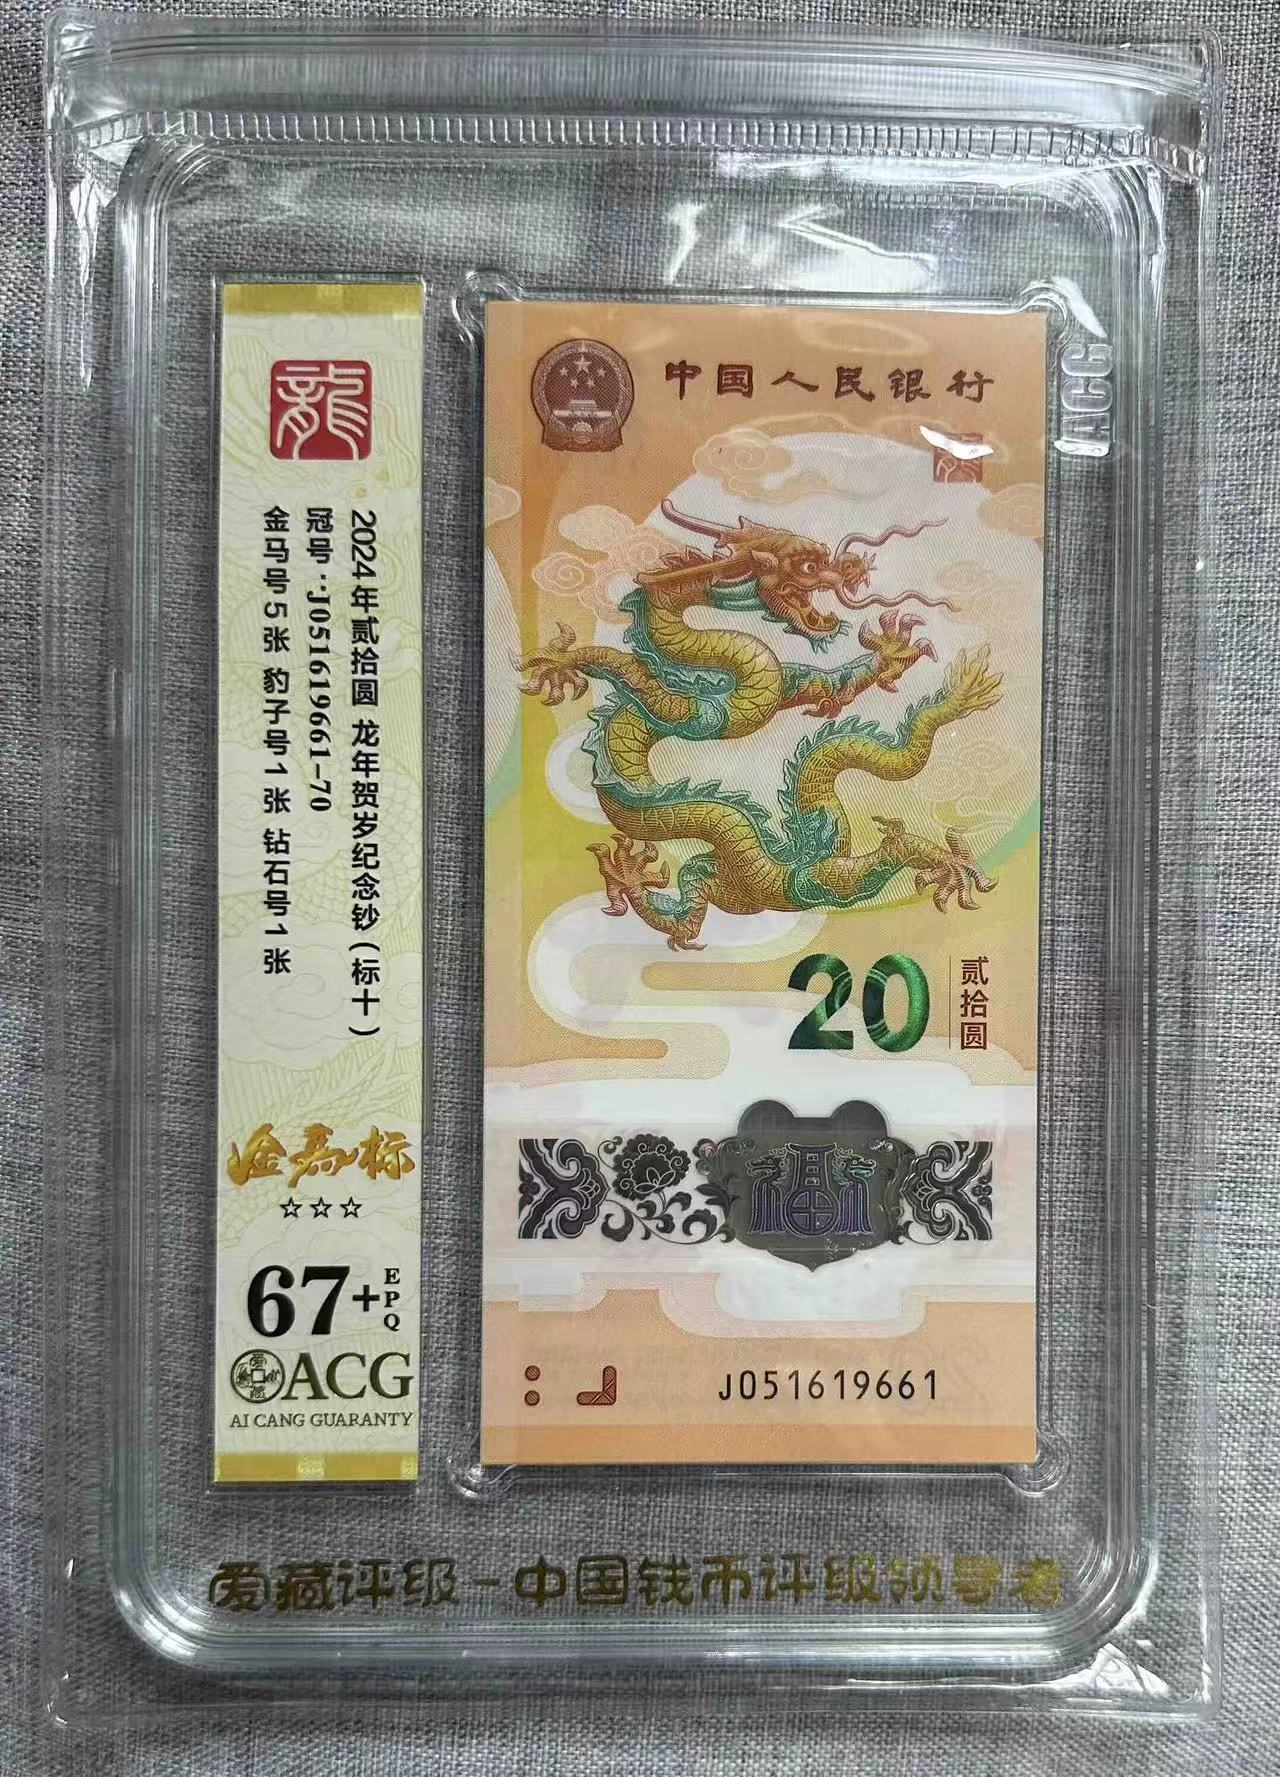 龍
2024年贰拾圆 龙年贺岁纪念钞(标十)
冠号:J051619661-70
金马号5张 豹子号1张 钻石号1张
金马标
☆☆☆
67+
EPQ
ACG
AI CANG GUARANTY
中国人民银行
20
贰拾圆
J051619661
ACG
爱藏评级-中国钱币评级领导者